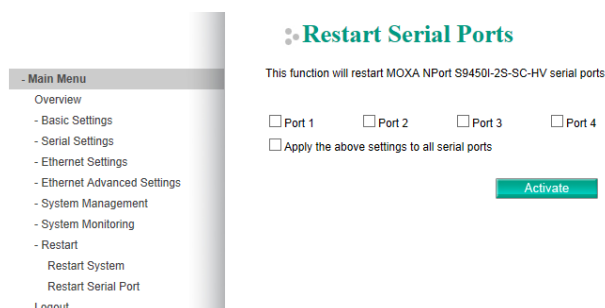 Restart Serial Ports
This function will restart MOXA NPort S9450I-2S-SC-HV serial ports
Port 1 Port 2 Port 3 Port 4
Apply the above settings to all serial ports
Activate
- Main Menu
Overview
- Basic Settings
- Serial Settings
- Ethernet Settings
- Ethernet Advanced Settings
- System Management
- System Monitoring
- Restart
Restart System
Restart Serial Port
Logout